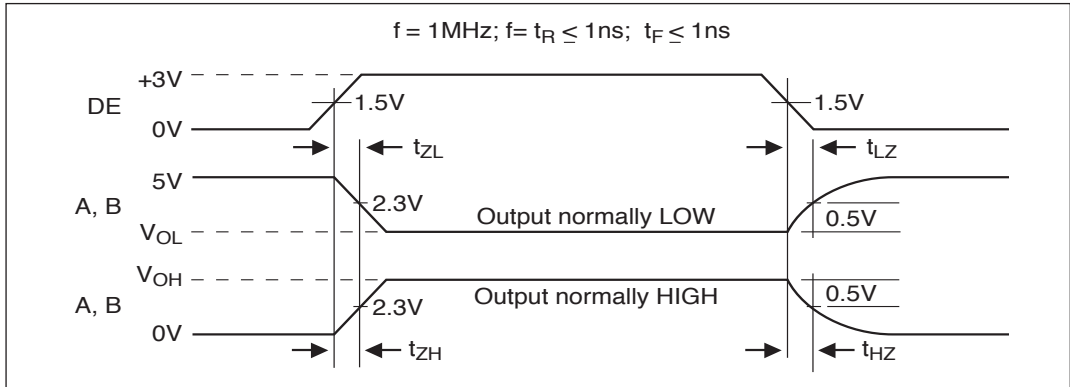 f = 1MHz; f= tR ≤ 1ns; tF ≤ 1ns
+3V
DE
1.5V
1.5V
0V
tZL
tLZ
5V
A, B
2.3V
Output normally LOW
0.5V
VOL
VOH
A, B
2.3V
Output normally HIGH
0.5V
0V
tZH
tHZ